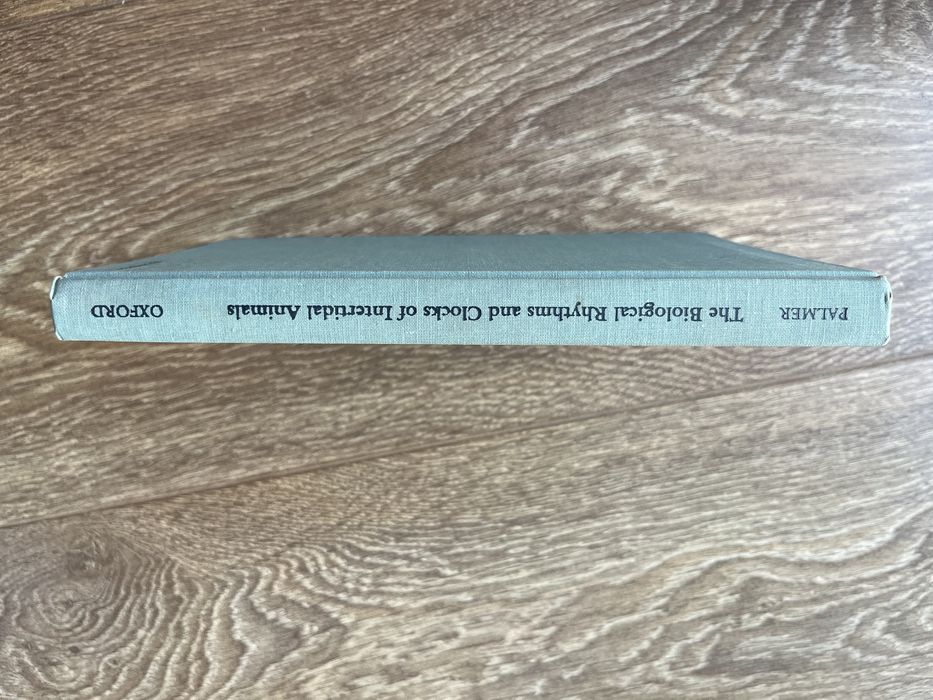 PALMER The Biological Rhythms and Clocks of Intertidal Animals OXFORD